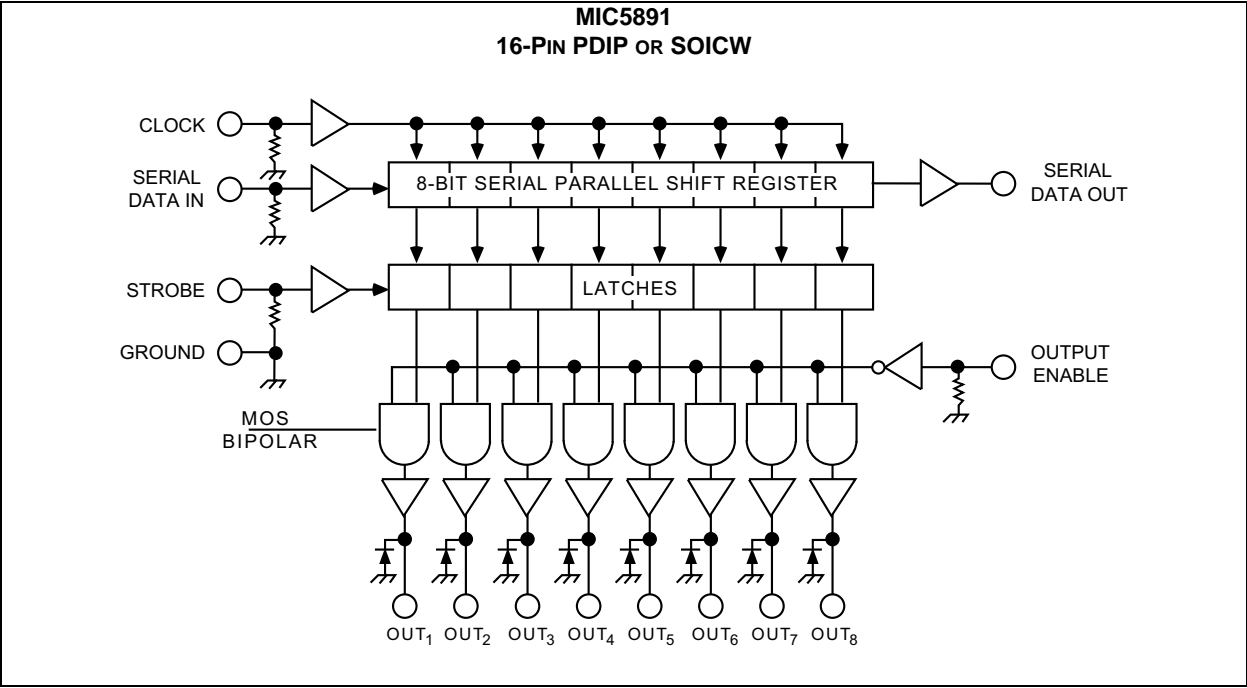 MIC5891
16-PIN PDIP OR SOICW
CLOCK
SERIAL
DATA IN
8-BIT SERIAL PARALLEL SHIFT REGISTER
SERIAL
DATA OUT
STROBE
LATCHES
GROUND
OUTPUT
ENABLE
MOS
BIPOLAR
OUT1 OUT2 OUT3 OUT4 OUT5 OUT6 OUT7 OUT8